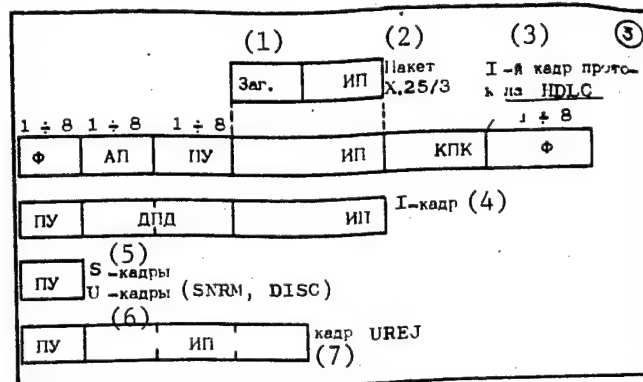 (1) (2) (3) ③
Заг. ИП Пакет I-й кадр прото-
X.25/3 HDLC
1 ÷ 8 1 ÷ 8 1 ÷ 8 1 ÷ 8
Ф АП ПУ ИП КПК Ф
ПУ ДПД ИП I-кадр (4)
(5)
ПУ S -кадры
U -кадры (SNRM, DISC)
(6)
ПУ ИП кадр UREJ
(7)